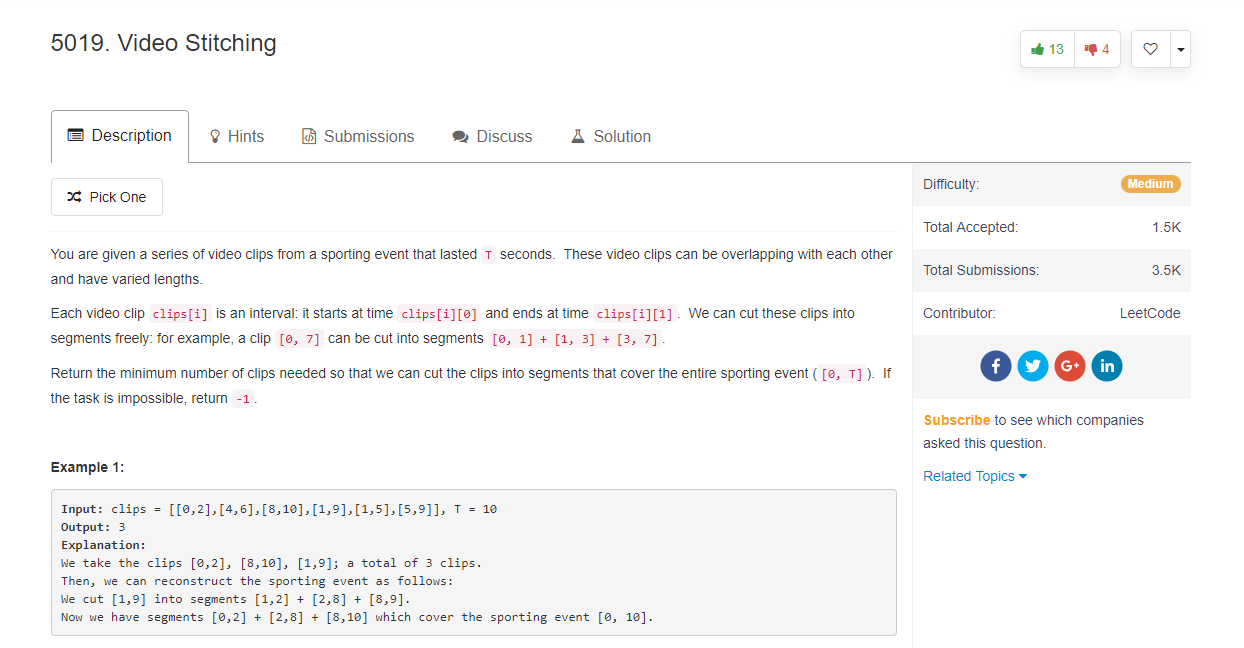 5019. Video Stitching
13
4
Description
Hints
Submissions
Discuss
Solution
Pick One
You are given a series of video clips from a sporting event that lasted T seconds.  These video clips can be overlapping with each other
and have varied lengths.
Each video clip clips[i] is an interval: it starts at time clips[i][0] and ends at time clips[i][1].  We can cut these clips into
segments freely: for example, a clip [0, 7] can be cut into segments [0, 1] + [1, 3] + [3, 7].
Return the minimum number of clips needed so that we can cut the clips into segments that cover the entire sporting event ([0, T]).  If
the task is impossible, return -1.
Example 1:
Input: clips = [[0,2],[4,6],[8,10],[1,9],[1,5],[5,9]], T = 10
Output: 3
Explanation:
We take the clips [0,2], [8,10], [1,9]; a total of 3 clips.
Then, we can reconstruct the sporting event as follows:
We cut [1,9] into segments [1,2] + [2,8] + [8,9].
Now we have segments [0,2] + [2,8] + [8,10] which cover the sporting event [0, 10].
Difficulty: Medium
Total Accepted: 1.5K
Total Submissions: 3.5K
Contributor: LeetCode
f
G+
in
Subscribe to see which companies
asked this question.
Related Topics